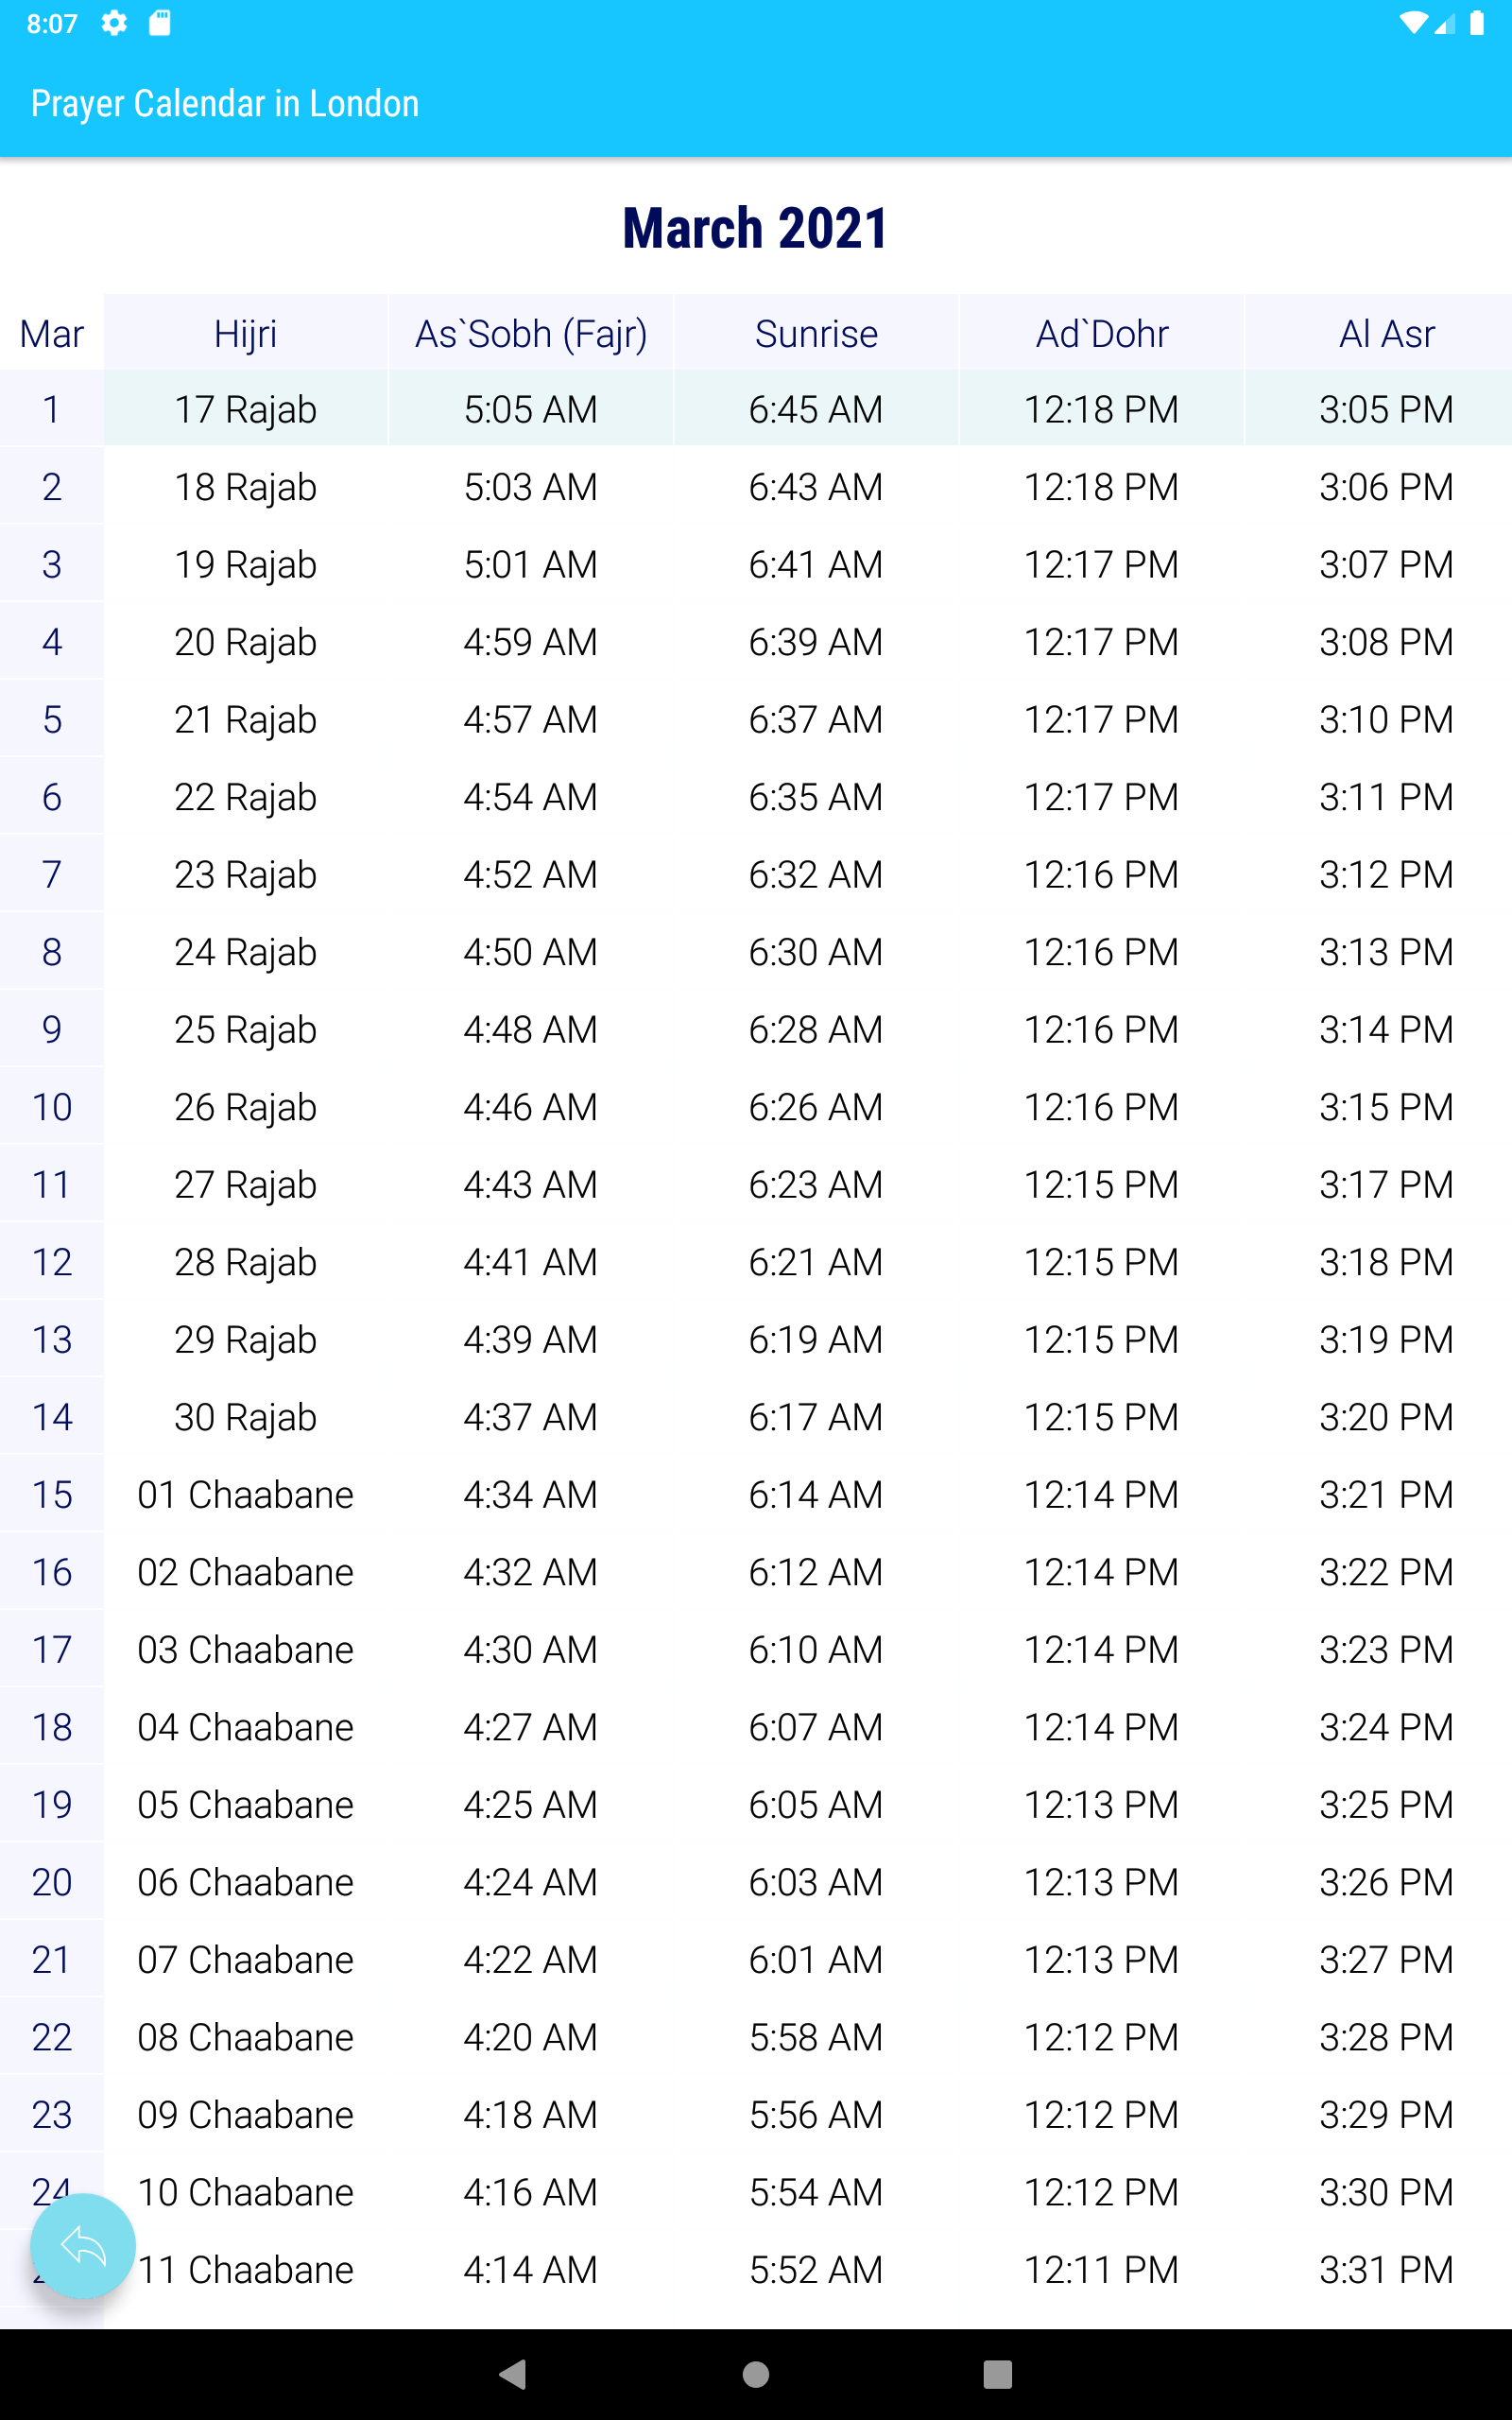 8:07
Prayer Calendar in London
March 2021
Mar Hijri As`Sobh (Fajr) Sunrise Ad`Dohr Al Asr
1 17 Rajab 5:05 AM 6:45 AM 12:18 PM 3:05 PM
2 18 Rajab 5:03 AM 6:43 AM 12:18 PM 3:06 PM
3 19 Rajab 5:01 AM 6:41 AM 12:17 PM 3:07 PM
4 20 Rajab 4:59 AM 6:39 AM 12:17 PM 3:08 PM
5 21 Rajab 4:57 AM 6:37 AM 12:17 PM 3:10 PM
6 22 Rajab 4:54 AM 6:35 AM 12:17 PM 3:11 PM
7 23 Rajab 4:52 AM 6:32 AM 12:16 PM 3:12 PM
8 24 Rajab 4:50 AM 6:30 AM 12:16 PM 3:13 PM
9 25 Rajab 4:48 AM 6:28 AM 12:16 PM 3:14 PM
10 26 Rajab 4:46 AM 6:26 AM 12:16 PM 3:15 PM
11 27 Rajab 4:43 AM 6:23 AM 12:15 PM 3:17 PM
12 28 Rajab 4:41 AM 6:21 AM 12:15 PM 3:18 PM
13 29 Rajab 4:39 AM 6:19 AM 12:15 PM 3:19 PM
14 30 Rajab 4:37 AM 6:17 AM 12:15 PM 3:20 PM
15 01 Chaabane 4:34 AM 6:14 AM 12:14 PM 3:21 PM
16 02 Chaabane 4:32 AM 6:12 AM 12:14 PM 3:22 PM
17 03 Chaabane 4:30 AM 6:10 AM 12:14 PM 3:23 PM
18 04 Chaabane 4:27 AM 6:07 AM 12:14 PM 3:24 PM
19 05 Chaabane 4:25 AM 6:05 AM 12:13 PM 3:25 PM
20 06 Chaabane 4:24 AM 6:03 AM 12:13 PM 3:26 PM
21 07 Chaabane 4:22 AM 6:01 AM 12:13 PM 3:27 PM
22 08 Chaabane 4:20 AM 5:58 AM 12:12 PM 3:28 PM
23 09 Chaabane 4:18 AM 5:56 AM 12:12 PM 3:29 PM
24 10 Chaabane 4:16 AM 5:54 AM 12:12 PM 3:30 PM
11 Chaabane 4:14 AM 5:52 AM 12:11 PM 3:31 PM